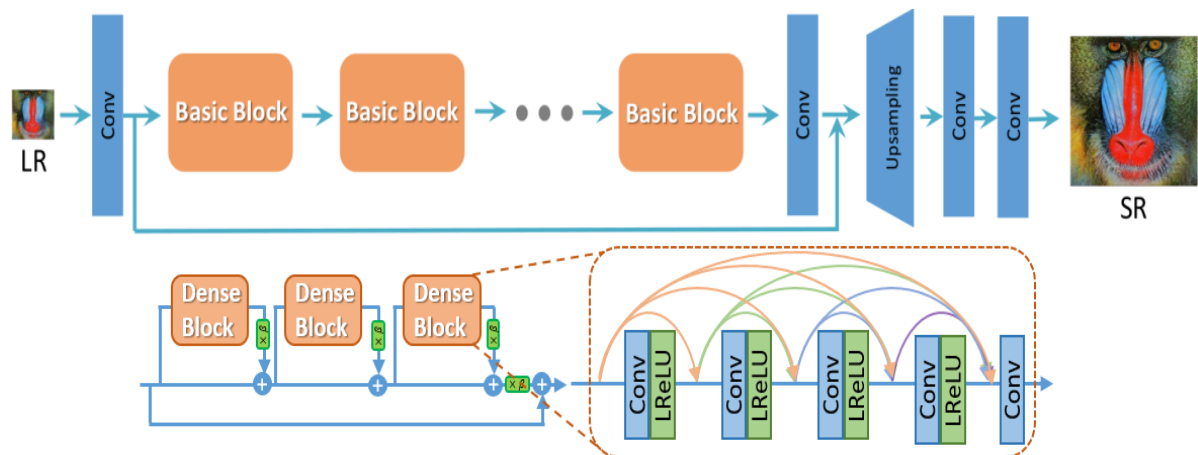 LR
Conv
Basic Block
Basic Block
Basic Block
Conv
Upsampling
Conv
Conv
SR
Dense
Block
× β
Dense
Block
× β
Dense
Block
× β
× β
+
+
+
+
Conv
LReLU
Conv
LReLU
Conv
LReLU
Conv
LReLU
Conv